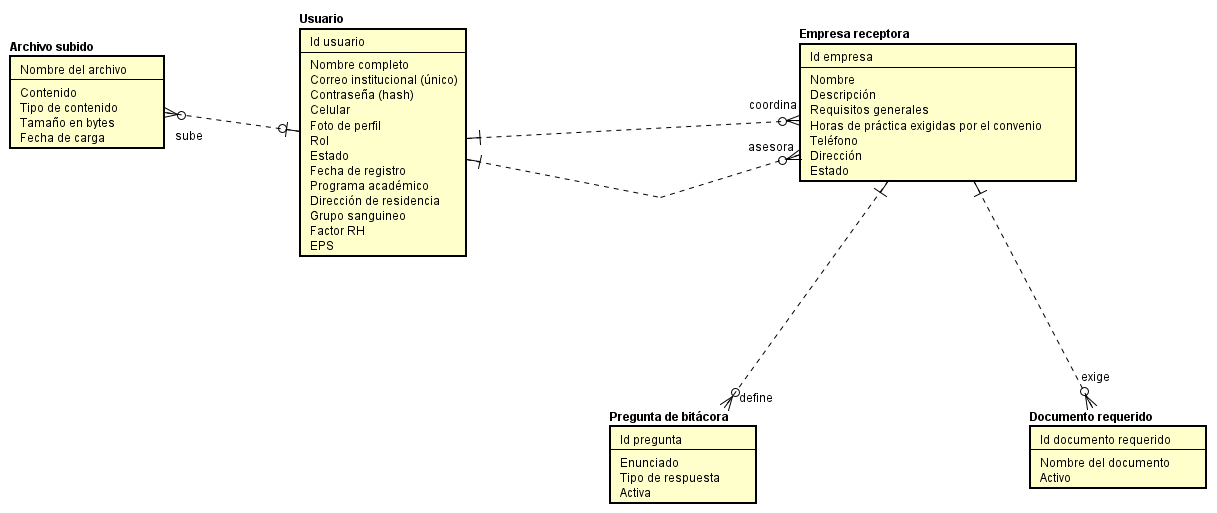 Archivo subido
Nombre del archivo
Contenido
Tipo de contenido
Tamaño en bytes
Fecha de carga
sube
Usuario
Id usuario
Nombre completo
Correo institucional (único)
Contraseña (hash)
Celular
Foto de perfil
Rol
Estado
Fecha de registro
Programa académico
Dirección de residencia
Grupo sanguineo
Factor RH
EPS
coordina
asesora
Empresa receptora
Id empresa
Nombre
Descripción
Requisitos generales
Horas de práctica exigidas por el convenio
Teléfono
Dirección
Estado
define
exige
Pregunta de bitácora
Id pregunta
Enunciado
Tipo de respuesta
Activa
Documento requerido
Id documento requerido
Nombre del documento
Activo